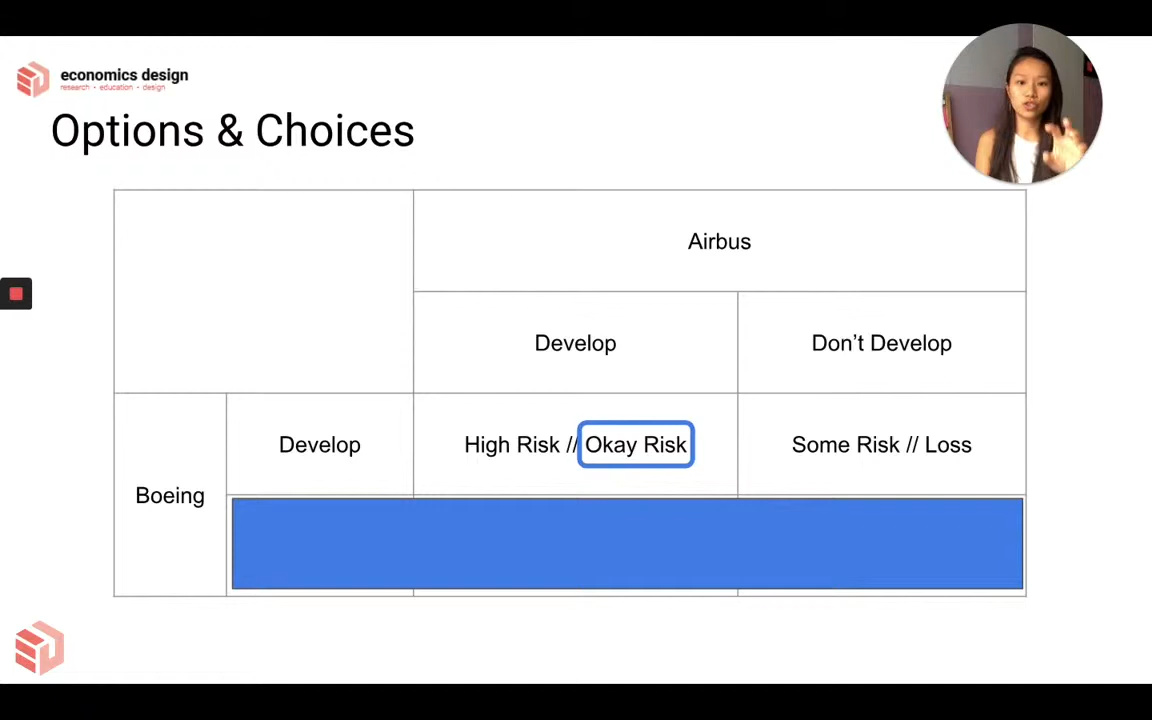 economics design
research • education • design
Options & Choices
Airbus
Develop
Don't Develop
Boeing
Develop
High Risk // Okay Risk
Some Risk // Loss